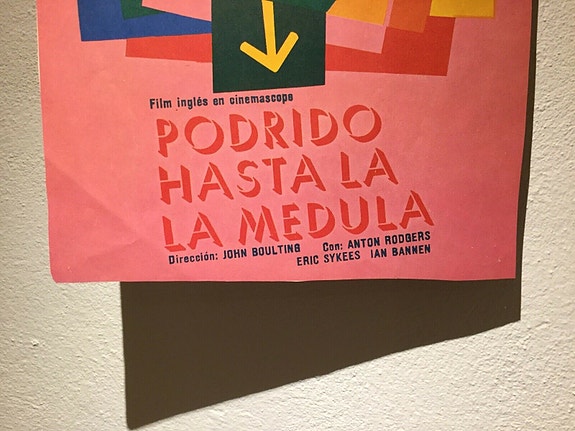 Film inglés en cinemascope
PODRIDO
HASTA LA
LA MEDULA
Dirección: JOHN BOULTING Con: ANTON RODGERS
ERIC SYKEES IAN BANNEN